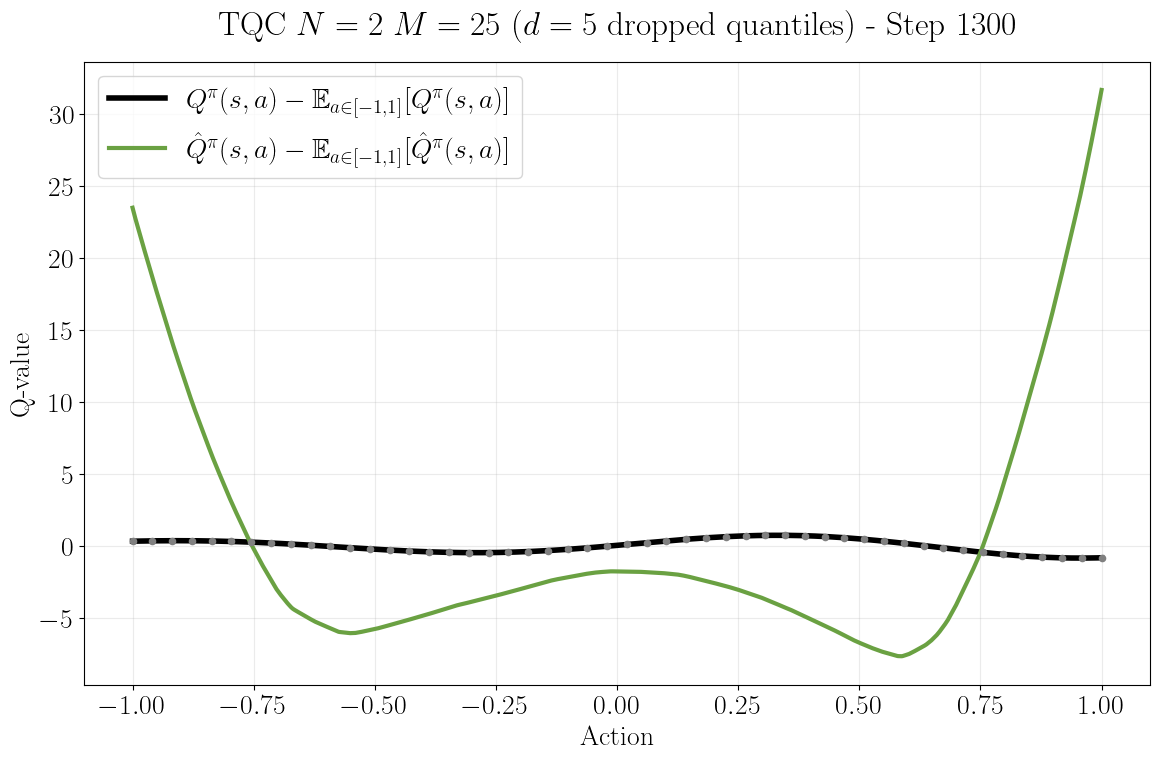 TQC $N = 2$ $M = 25$ ($d = 5$ dropped quantiles) - Step 1300
$Q^{\pi}(s, a) - \mathbb{E}_{a \in [-1,1]}[Q^{\pi}(s, a)]$
$\hat{Q}^{\pi}(s, a) - \mathbb{E}_{a \in [-1,1]}[\hat{Q}^{\pi}(s, a)]$
30
25
20
15
10
5
0
−5
Q-value
−1.00 −0.75 −0.50 −0.25 0.00 0.25 0.50 0.75 1.00
Action